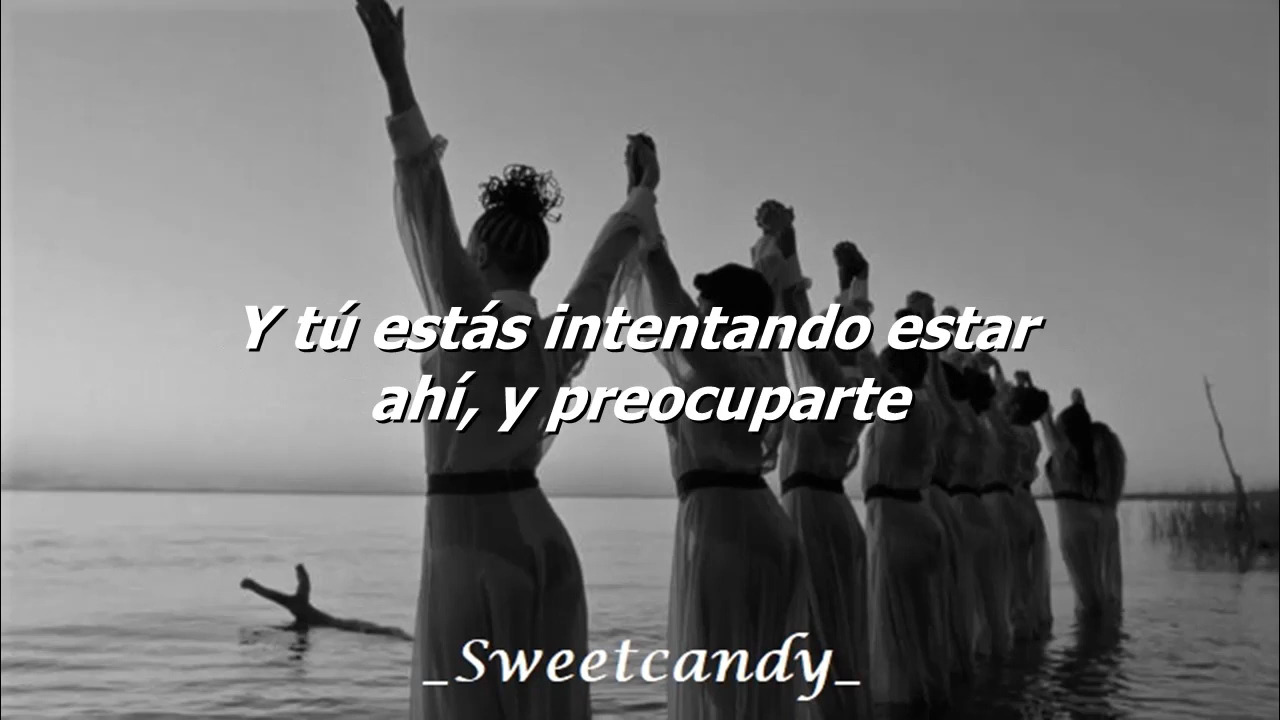 Y tú estás intentando estar
ahí, y preocuparte
_Sweetcandy_